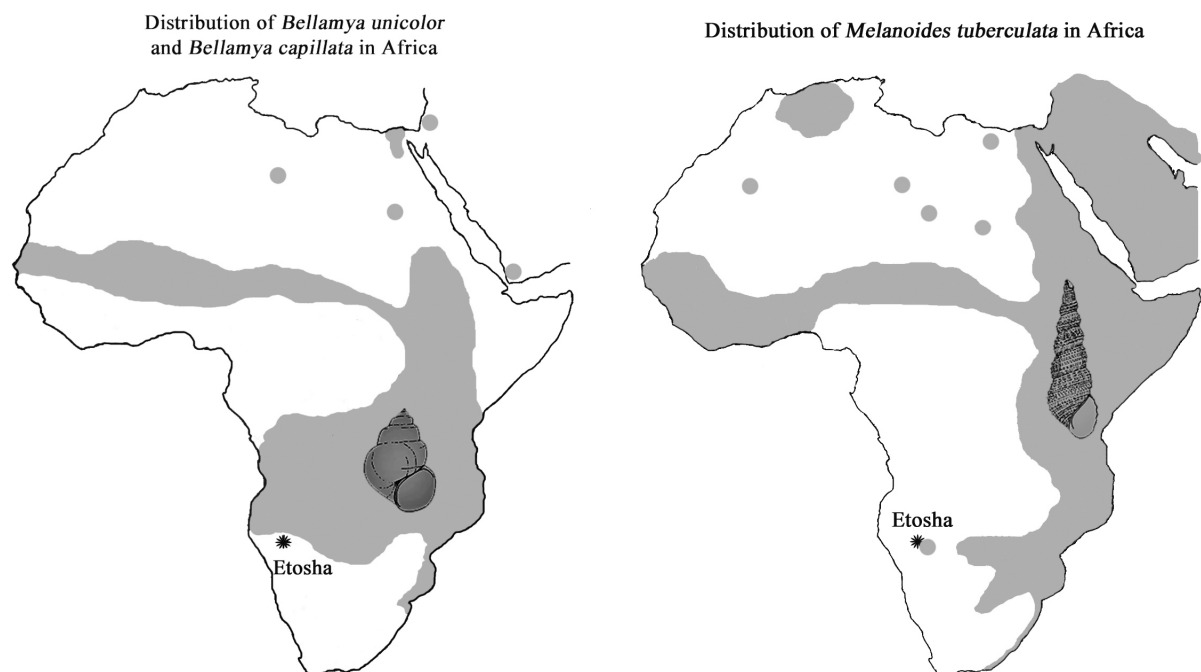 Distribution of Bellamya unicolor
and Bellamya capillata in Africa
Etosha
Distribution of Melanoides tuberculata in Africa
Etosha